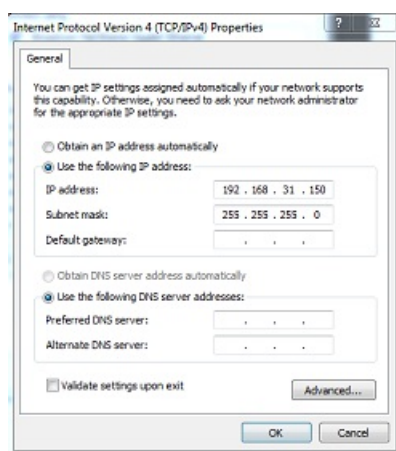 Internet Protocol Version 4 (TCP/IPv4) Properties
General
You can get IP settings assigned automatically if your network supports
this capability. Otherwise, you need to ask your network administrator
for the appropriate IP settings.
Obtain an IP address automatically
Use the following IP address:
IP address: 192 . 168 . 31 . 150
Subnet mask: 255 . 255 . 255 . 0
Default gateway: . . .
Obtain DNS server address automatically
Use the following DNS server addresses:
Preferred DNS server: . . .
Alternate DNS server: . . .
Validate settings upon exit
Advanced...
OK Cancel